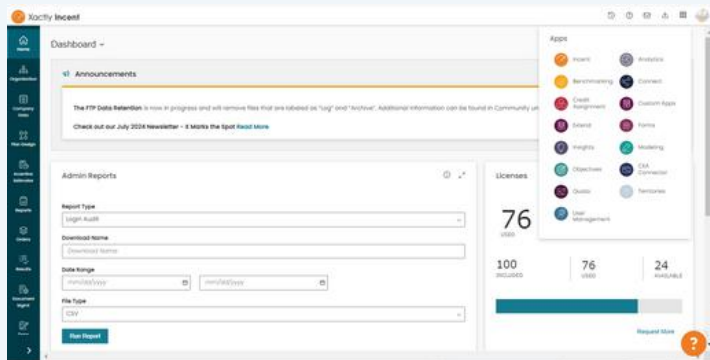 Xactly Incent
Home
Organization
Company Data
Plan Design
Incentive Estimator
Reports
Orders
Results
Document Mgmt
Dashboard
Announcements
The FTP Data Retention is now in progress and will remove files that are labeled as "Log" and "Archive". Additional information can be found in Community un
Check out our July 2024 Newsletter - X Marks the Spot Read More
Admin Reports
Report Type
Login Audit
Download Name
Download Name
Date Range
mm/dd/yyyy mm/dd/yyyy
File Type
CSV
Run Report
Licenses
76
USED
100 76 24
INCLUDED USED AVAILABLE
Request More
Apps
Incent Analytics
Benchmarking Connect
Credit Assignment Custom Apps
Extend Forms
Insights Modeling
Objectives CXA Connector
Quota Territories
User Management
?